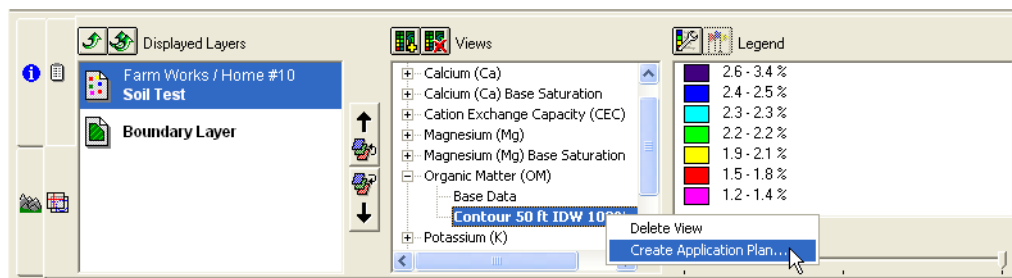 Displayed Layers
Farm Works / Home #10
Soil Test
Boundary Layer
Views
Calcium (Ca)
Calcium (Ca) Base Saturation
Cation Exchange Capacity (CEC)
Magnesium (Mg)
Magnesium (Mg) Base Saturation
Organic Matter (OM)
Base Data
Contour 50 ft IDW
Potassium (K)
Legend
2.6 - 3.4 %
2.4 - 2.5 %
2.3 - 2.3 %
2.2 - 2.2 %
1.9 - 2.1 %
1.5 - 1.8 %
1.2 - 1.4 %
Delete View
Create Application Plan...